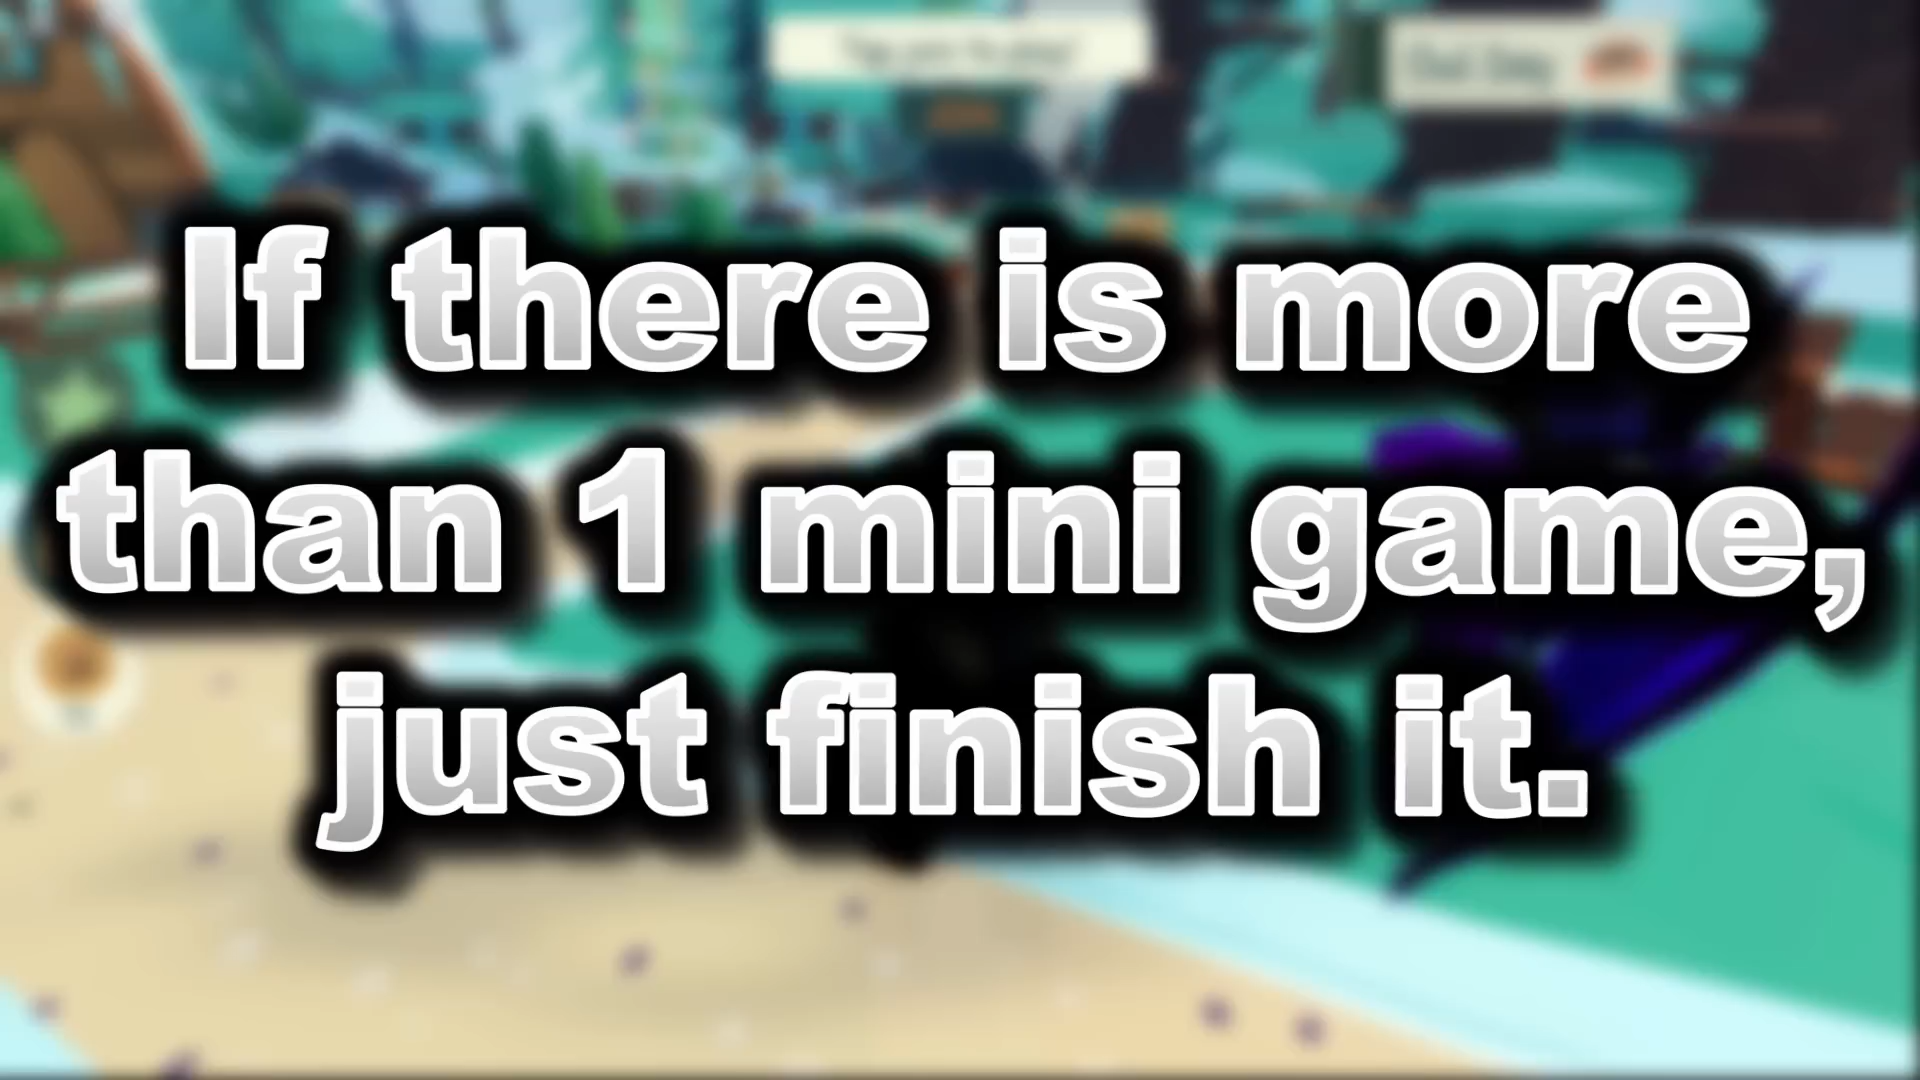 If there is more
than 1 mini game,
just finish it.